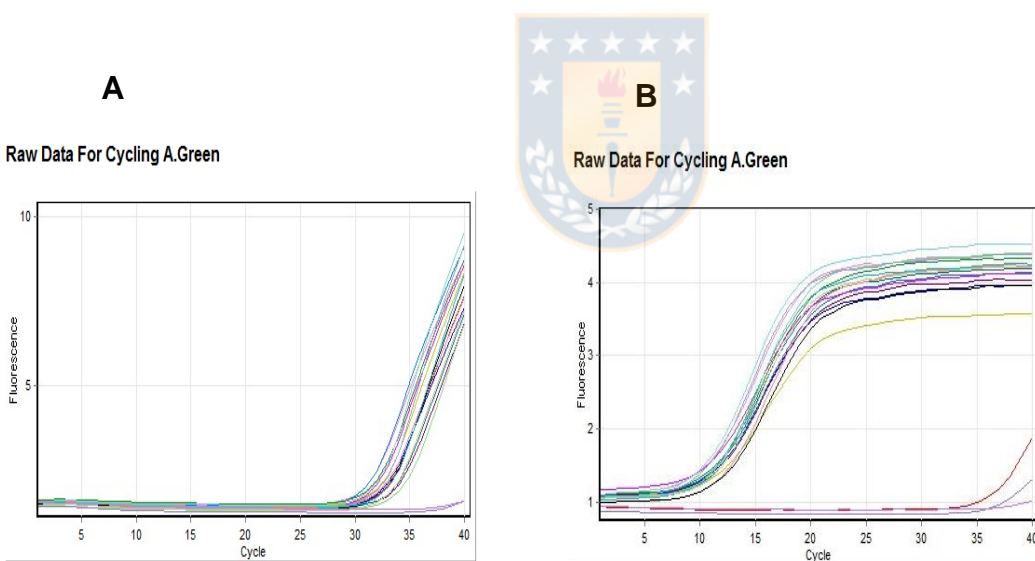 A
Raw Data For Cycling A.Green
10
5
Fluorescence
5 10 15 20 25 30 35 40
Cycle
B
Raw Data For Cycling A.Green
5
4
3
2
1
Fluorescence
5 10 15 20 25 30 35 40
Cycle